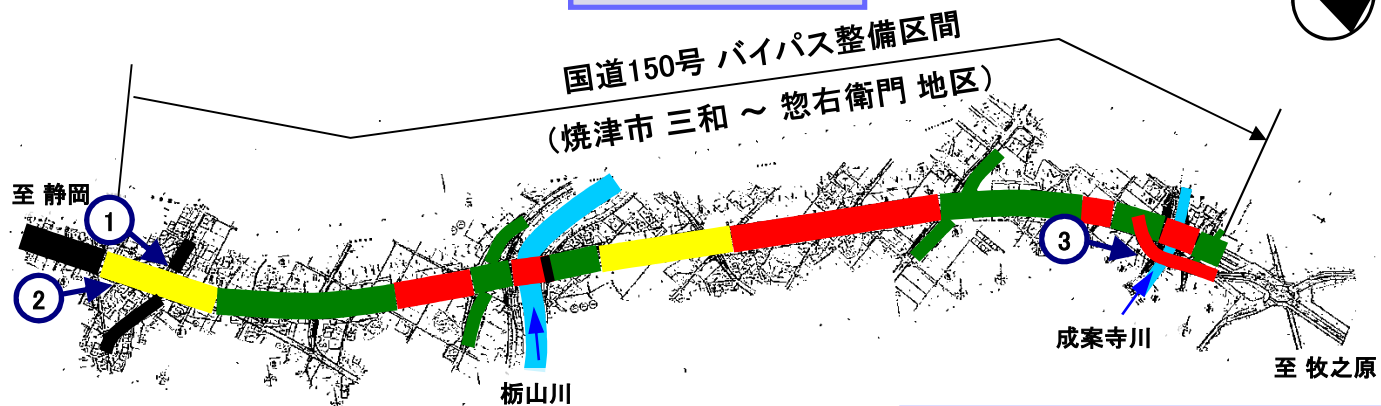 国道150号 バイパス整備区間
(焼津市 三和 ～ 惣右衛門 地区)
至 静岡
1
2
3
栃山川
成案寺川
至 牧之原